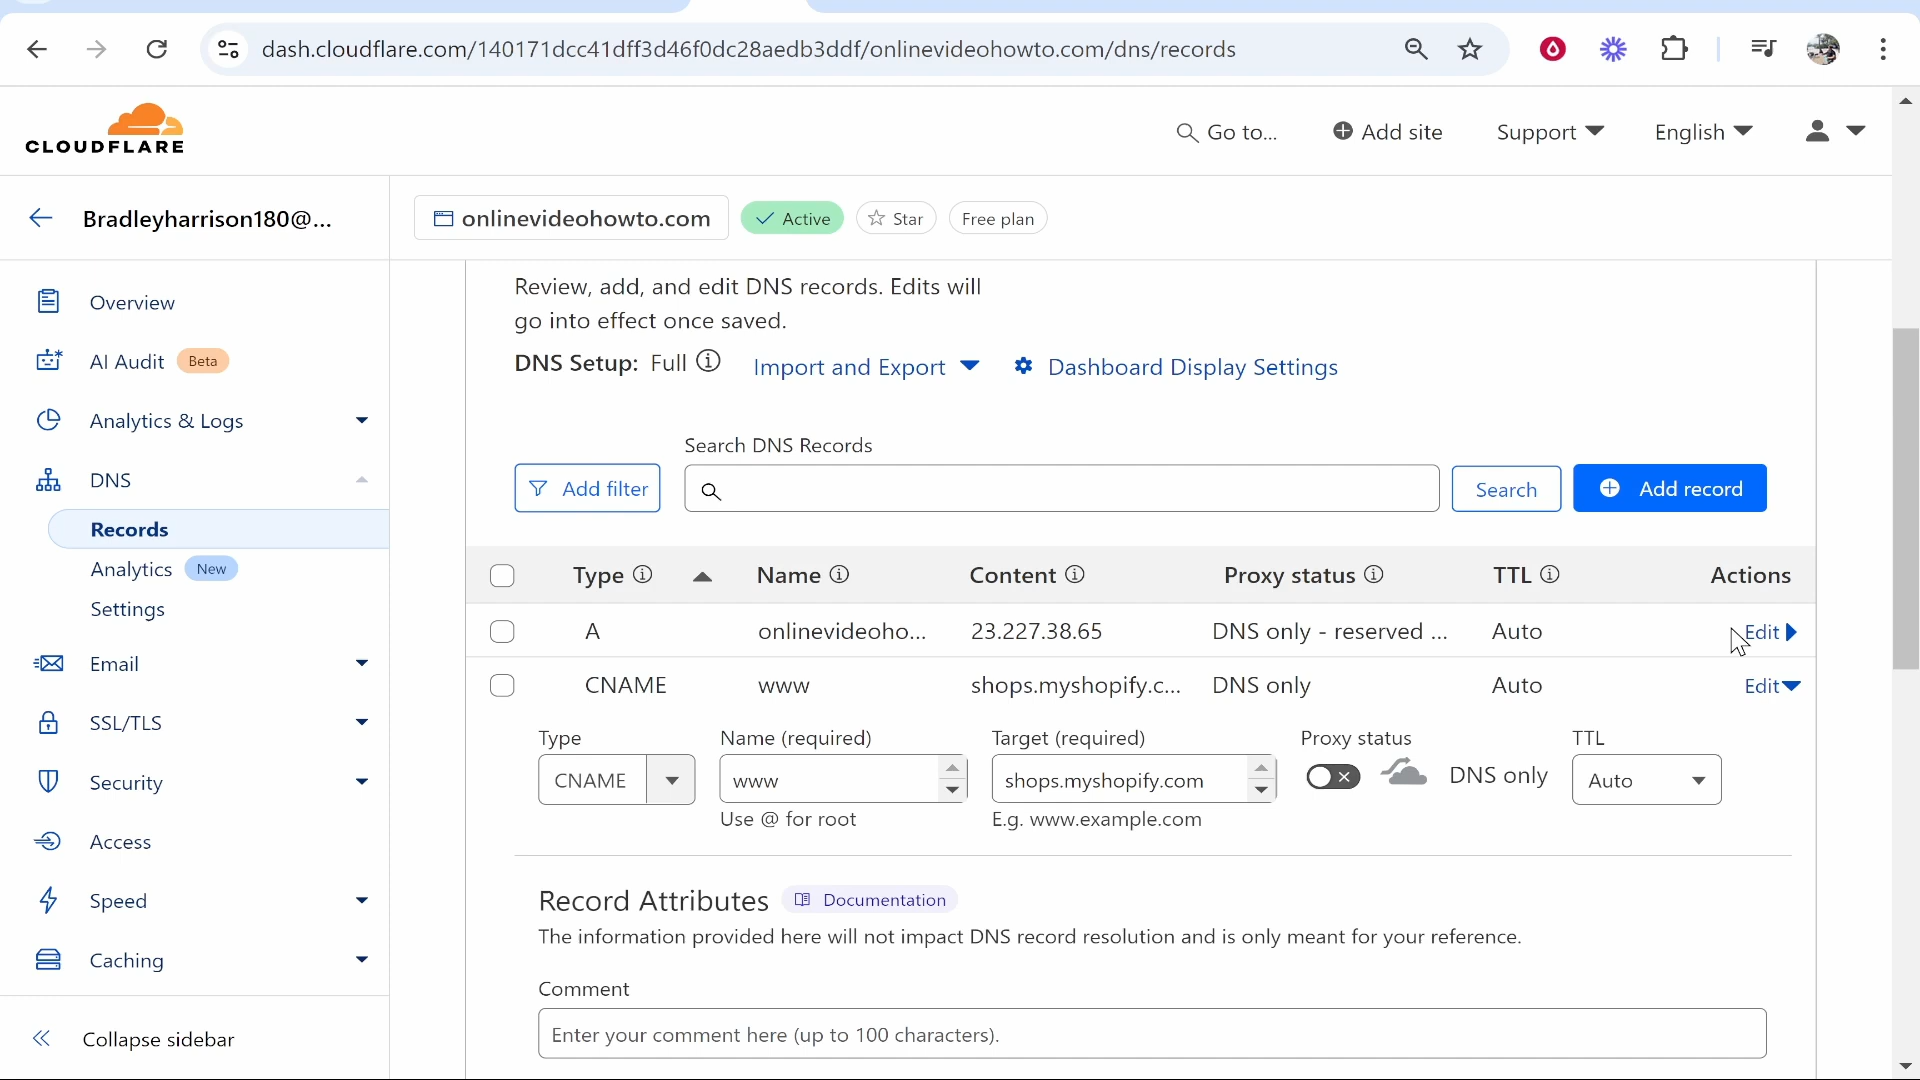 dash.cloudflare.com/140171dcc41dff3d46f0dc28aedb3ddf/onlinevideohowto.com/dns/records
CLOUDFLARE
Go to...
Add site
Support
English
Bradleyharrison180@...
onlinevideohowto.com
Active
Star
Free plan
Overview
AI Audit Beta
Analytics & Logs
DNS
Records
Analytics New
Settings
Email
SSL/TLS
Security
Access
Speed
Caching
Collapse sidebar
Review, add, and edit DNS records. Edits will
go into effect once saved.
DNS Setup: Full
Import and Export
Dashboard Display Settings
Search DNS Records
Add filter
Search
Add record
Type Name Content Proxy status TTL Actions
A onlinevideoho... 23.227.38.65 DNS only - reserved ... Auto Edit
CNAME www shops.myshopify.c... DNS only Auto Edit
Type Name (required) Target (required) Proxy status TTL
CNAME www shops.myshopify.com DNS only Auto
Use @ for root E.g. www.example.com
Record Attributes Documentation
The information provided here will not impact DNS record resolution and is only meant for your reference.
Comment
Enter your comment here (up to 100 characters).